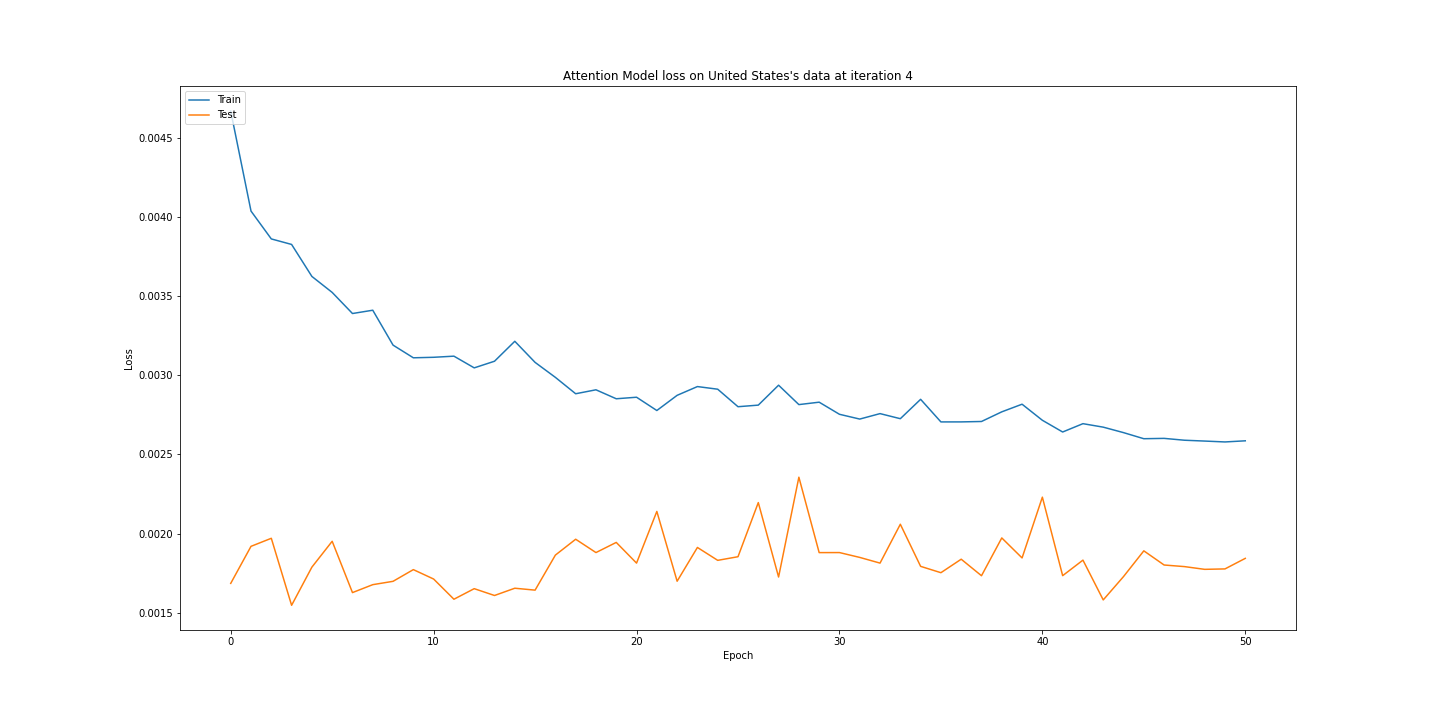 Attention Model loss on United States's data at iteration 4
Train
Test
0.0045
0.0040
0.0035
0.0030
0.0025
0.0020
0.0015
Loss
0 10 20 30 40 50
Epoch